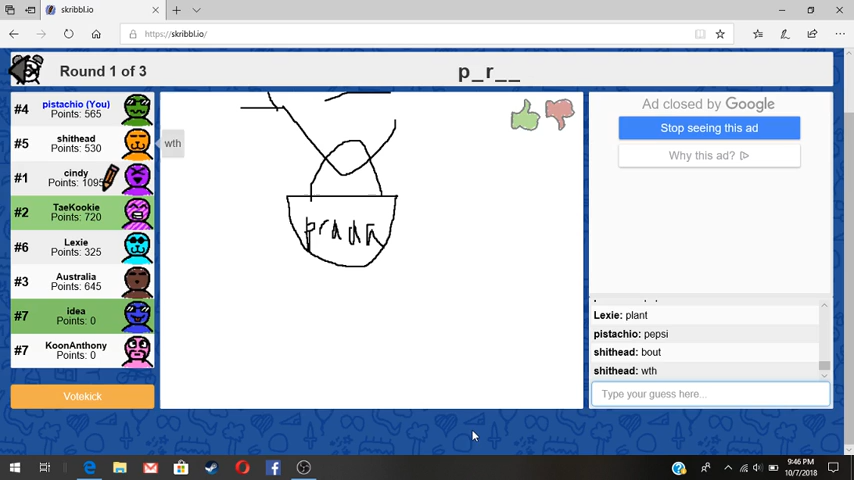 skribbl.io
https://skribbl.io/
Round 1 of 3
p_r__
#4 pistachio (You) Points: 565
#5 shithead Points: 530
#1 cindy Points: 1095
#2 TaeKookie Points: 720
#6 Lexie Points: 325
#3 Australia Points: 645
#7 idea Points: 0
#7 KoonAnthony Points: 0
Votekick
wth
prada
Ad closed by Google
Stop seeing this ad
Why this ad?
Lexie: plant
pistachio: pepsi
shithead: bout
shithead: wth
Type your guess here...
9:46 PM
10/7/2018